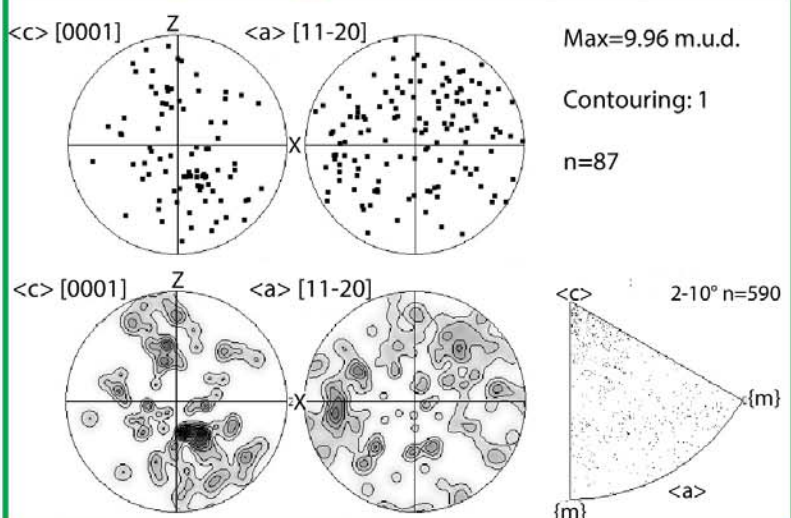 <c> [0001]
Z
<a> [11-20]
X
Max=9.96 m.u.d.
Contouring: 1
n=87
<c> [0001]
Z
<a> [11-20]
X
<c>
2-10° n=590
{m}
<a>
{m}